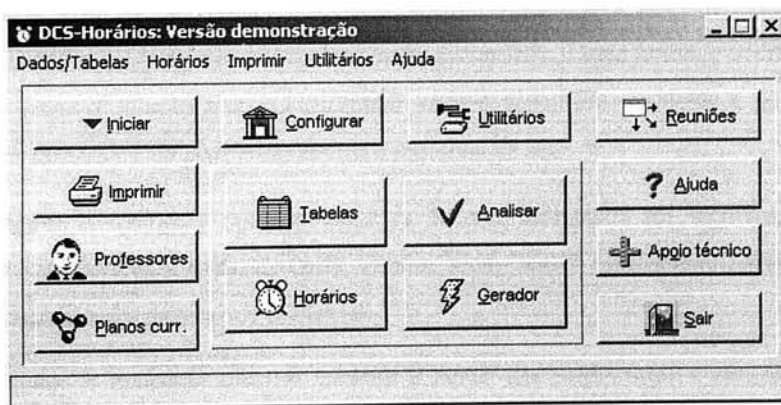 DCS-Horários: Versão demonstração
Dados/Tabelas Horários Imprimir Utilitários Ajuda
Iniciar Configurar Utilitários Reuniões
Imprimir Tabelas Analisar Ajuda
Professores Horários Gerador Apoio técnico
Planos curr. Sair